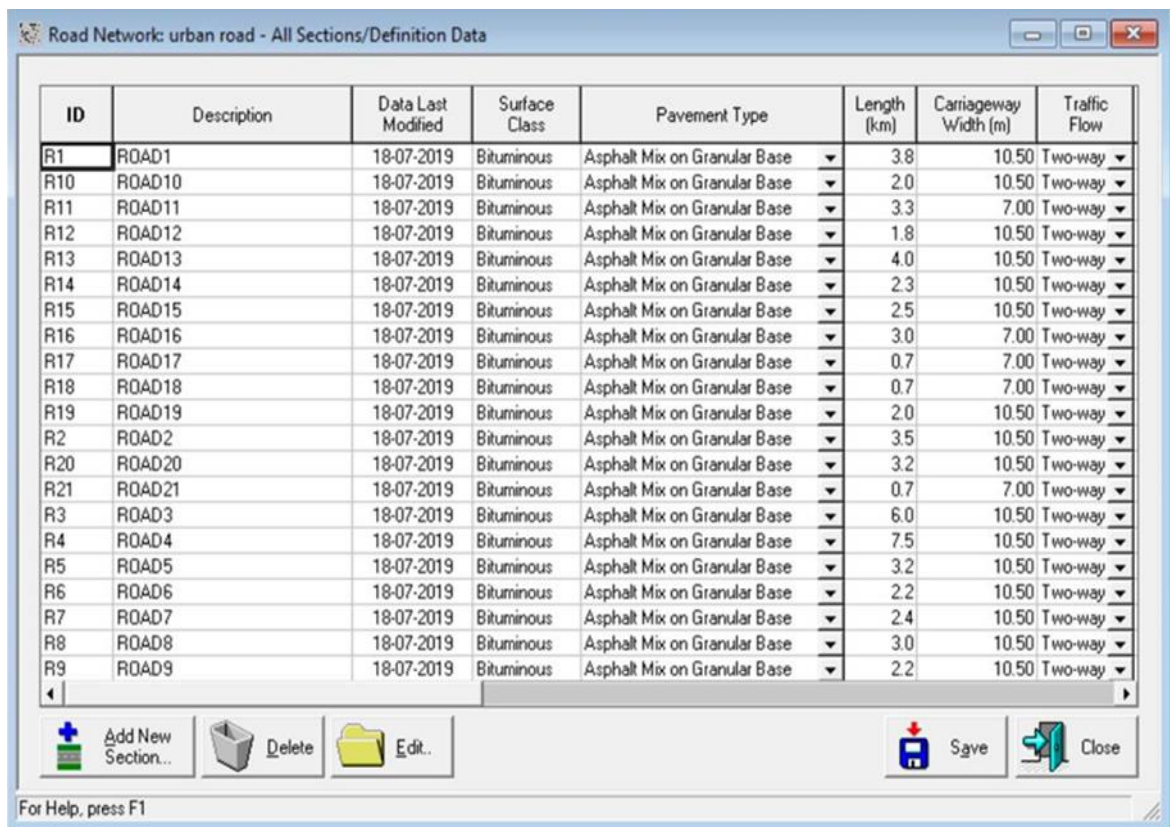 Road Network: urban road - All Sections/Definition Data
ID Description Data Last Modified Surface Class Pavement Type Length (km) Carriageway Width (m) Traffic Flow
R1 ROAD1 18-07-2019 Bituminous Asphalt Mix on Granular Base 3.8 10.50 Two-way
R10 ROAD10 18-07-2019 Bituminous Asphalt Mix on Granular Base 2.0 10.50 Two-way
R11 ROAD11 18-07-2019 Bituminous Asphalt Mix on Granular Base 3.3 7.00 Two-way
R12 ROAD12 18-07-2019 Bituminous Asphalt Mix on Granular Base 1.8 10.50 Two-way
R13 ROAD13 18-07-2019 Bituminous Asphalt Mix on Granular Base 4.0 10.50 Two-way
R14 ROAD14 18-07-2019 Bituminous Asphalt Mix on Granular Base 2.3 10.50 Two-way
R15 ROAD15 18-07-2019 Bituminous Asphalt Mix on Granular Base 2.5 10.50 Two-way
R16 ROAD16 18-07-2019 Bituminous Asphalt Mix on Granular Base 3.0 7.00 Two-way
R17 ROAD17 18-07-2019 Bituminous Asphalt Mix on Granular Base 0.7 7.00 Two-way
R18 ROAD18 18-07-2019 Bituminous Asphalt Mix on Granular Base 0.7 7.00 Two-way
R19 ROAD19 18-07-2019 Bituminous Asphalt Mix on Granular Base 2.0 10.50 Two-way
R2 ROAD2 18-07-2019 Bituminous Asphalt Mix on Granular Base 3.5 10.50 Two-way
R20 ROAD20 18-07-2019 Bituminous Asphalt Mix on Granular Base 3.2 10.50 Two-way
R21 ROAD21 18-07-2019 Bituminous Asphalt Mix on Granular Base 0.7 7.00 Two-way
R3 ROAD3 18-07-2019 Bituminous Asphalt Mix on Granular Base 6.0 10.50 Two-way
R4 ROAD4 18-07-2019 Bituminous Asphalt Mix on Granular Base 7.5 10.50 Two-way
R5 ROAD5 18-07-2019 Bituminous Asphalt Mix on Granular Base 3.2 10.50 Two-way
R6 ROAD6 18-07-2019 Bituminous Asphalt Mix on Granular Base 2.2 10.50 Two-way
R7 ROAD7 18-07-2019 Bituminous Asphalt Mix on Granular Base 2.4 10.50 Two-way
R8 ROAD8 18-07-2019 Bituminous Asphalt Mix on Granular Base 3.0 10.50 Two-way
R9 ROAD9 18-07-2019 Bituminous Asphalt Mix on Granular Base 2.2 10.50 Two-way
Add New Section... Delete Edit.. Save Close
For Help, press F1